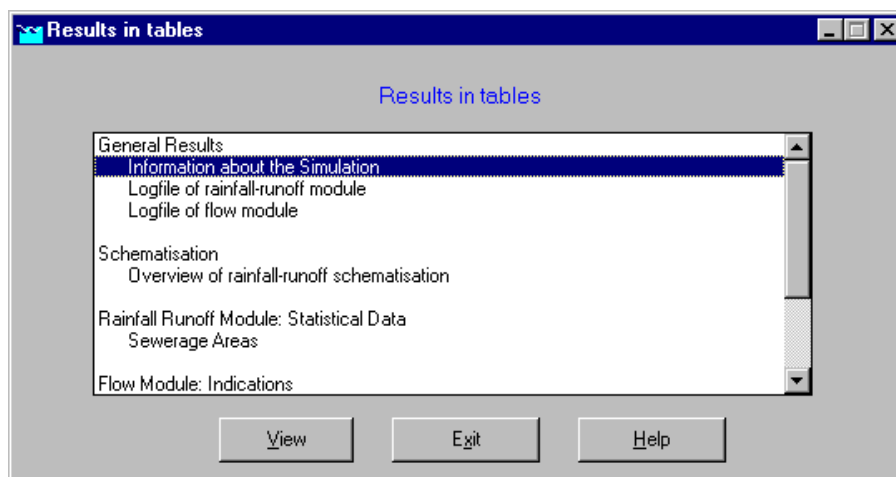 Results in tables
Results in tables
General Results
Information about the Simulation
Logfile of rainfall-runoff module
Logfile of flow module
Schematisation
Overview of rainfall-runoff schematisation
Rainfall Runoff Module: Statistical Data
Sewerage Areas
Flow Module: Indications
View Exit Help